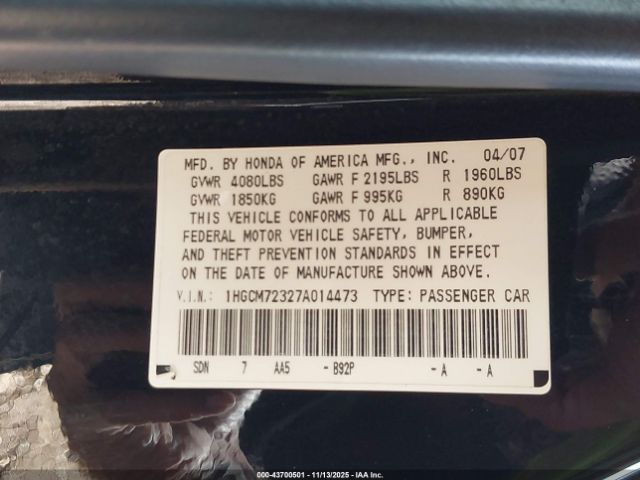 MFD. BY HONDA OF AMERICA MFG., INC. 04/07
GVWR 4080LBS GAWR F 2195LBS R 1960LBS
GVWR 1850KG GAWR F 995KG R 890KG
THIS VEHICLE CONFORMS TO ALL APPLICABLE
FEDERAL MOTOR VEHICLE SAFETY, BUMPER,
AND THEFT PREVENTION STANDARDS IN EFFECT
ON THE DATE OF MANUFACTURE SHOWN ABOVE.
V.I.N.: 1HGCM72327A014473 TYPE: PASSENGER CAR
SDN 7 AA5 - B92P - A - A
000-43700501 - 11/13/2025 - IAA Inc.